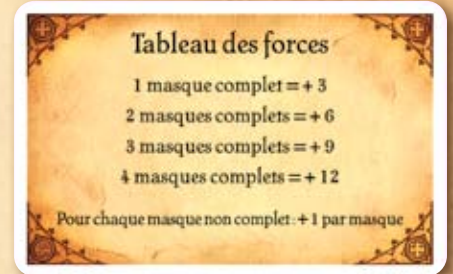 Tableau des forces
1 masque complet = + 3
2 masques complets = + 6
3 masques complets = + 9
4 masques complets = + 12
Pour chaque masque non complet : + 1 par masque